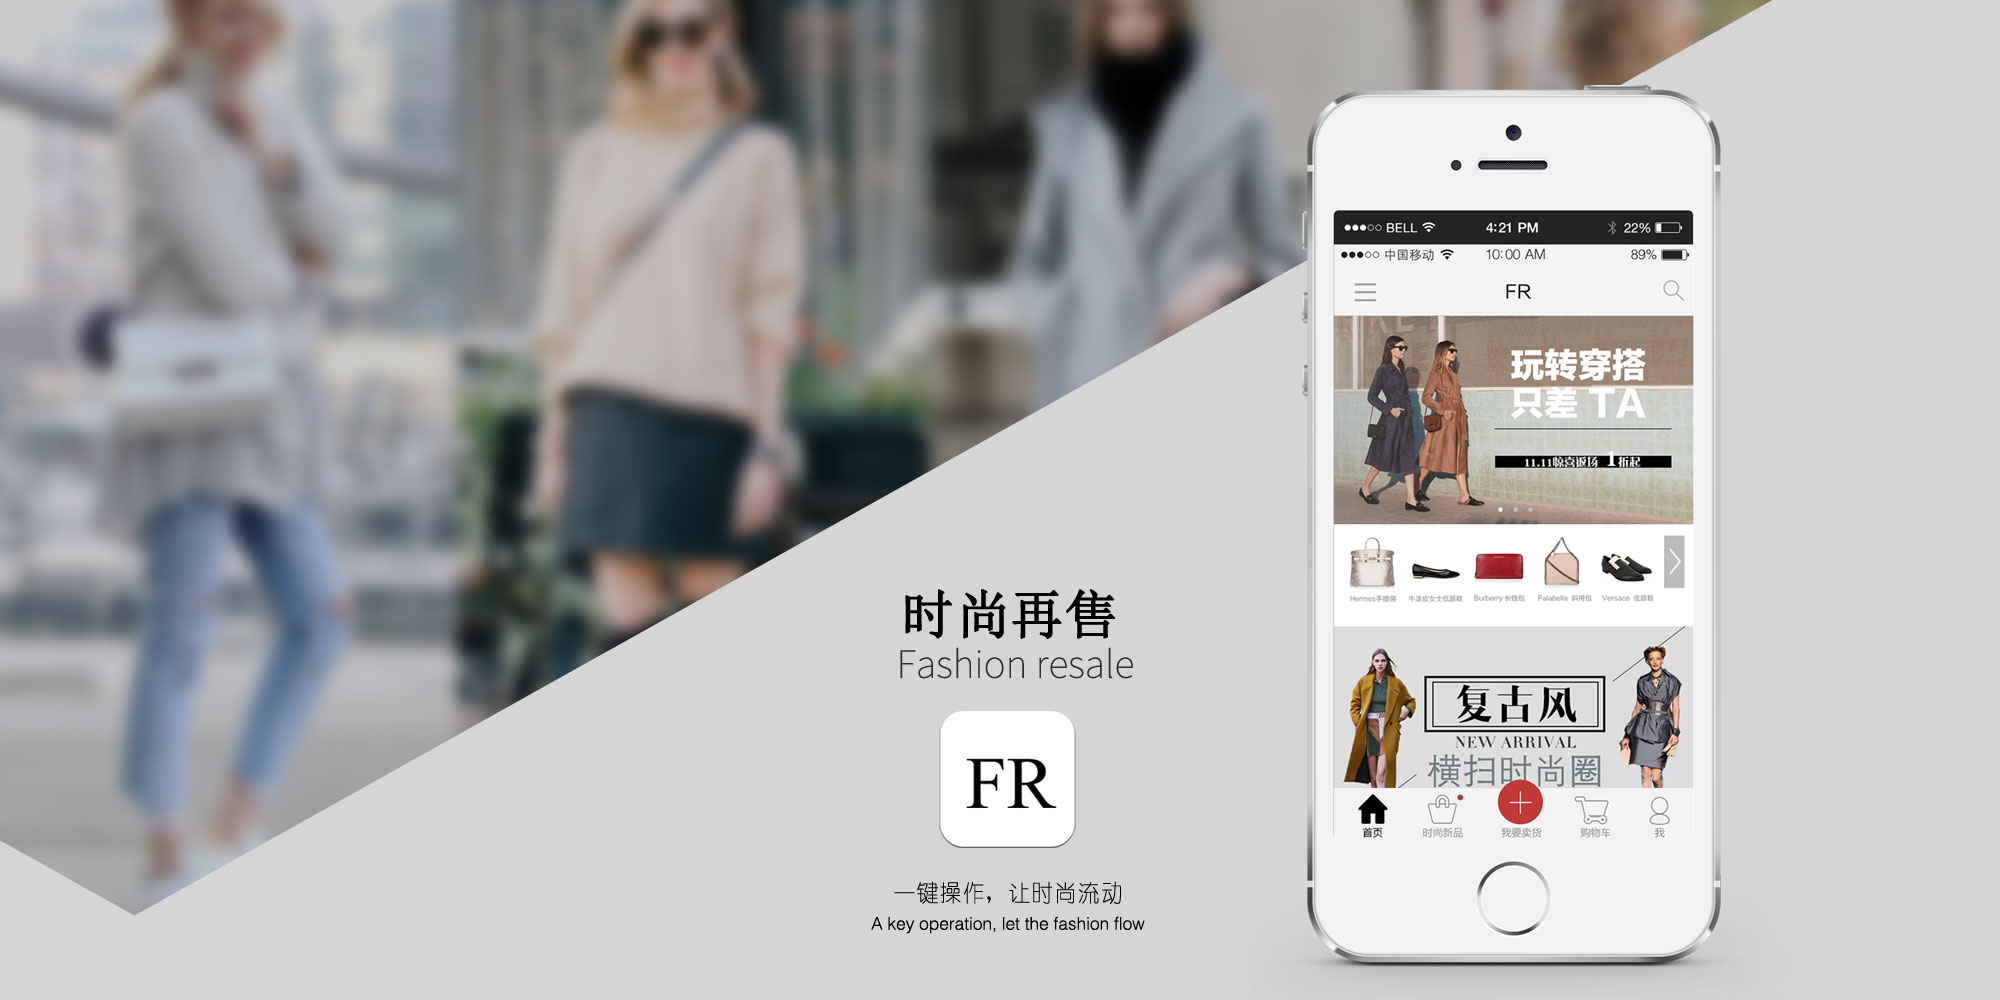 时尚再售
Fashion resale
FR
一键操作，让时尚流动
A key operation, let the fashion flow
BELL 4:21 PM 22%
中国移动 10:00 AM 89%
FR
玩转穿搭
只差 TA
11.11惊喜返场 1折起
Hermes手提袋 牛漆皮女士低跟鞋 Burberry 长钱包 Falabella 斜挎包 Versace 低跟鞋
复古风
NEW ARRIVAL
横扫时尚圈
首页 时尚新品 我要卖货 购物车 我